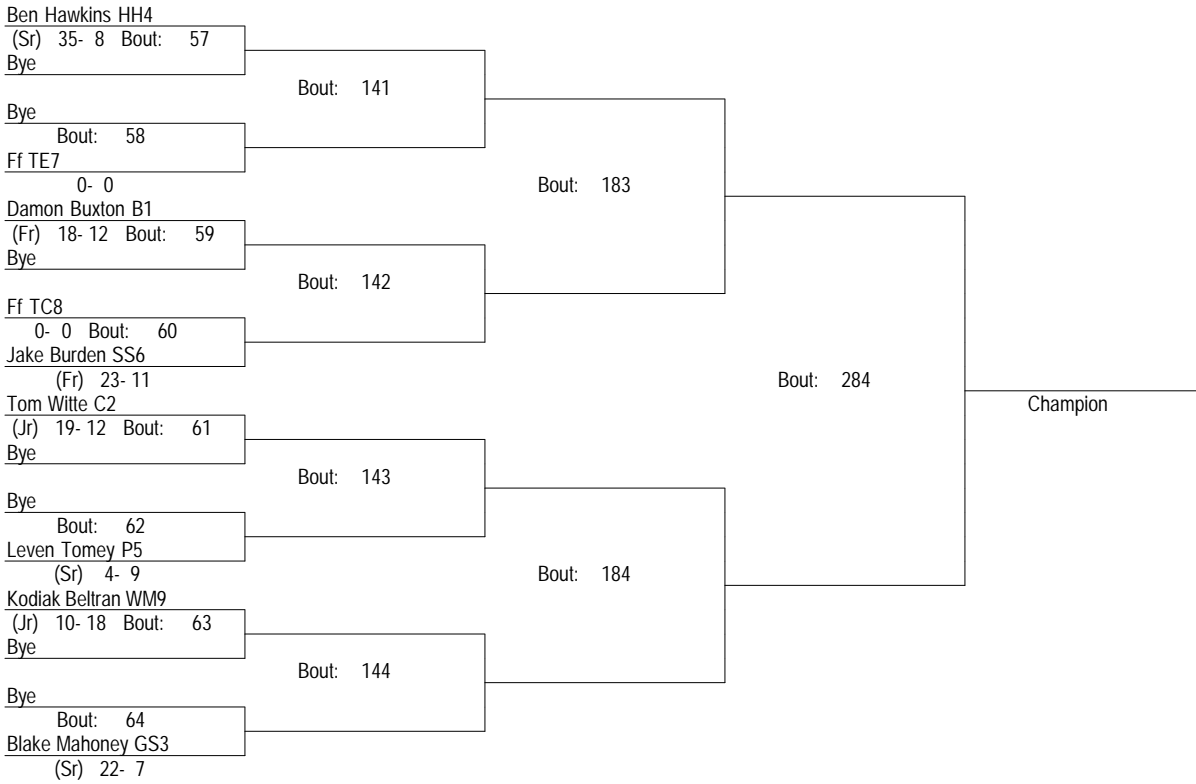 Ben Hawkins HH4
(Sr) 35- 8 Bout: 57
Bye
Bout: 141
Bye
Bout: 58
Ff TE7
0- 0
Bout: 183
Damon Buxton B1
(Fr) 18- 12 Bout: 59
Bye
Bout: 142
Ff TC8
0- 0 Bout: 60
Jake Burden SS6
(Fr) 23- 11
Bout: 284
Champion
Tom Witte C2
(Jr) 19- 12 Bout: 61
Bye
Bout: 143
Bye
Bout: 62
Leven Tomey P5
(Sr) 4- 9
Bout: 184
Kodiak Beltran WM9
(Jr) 10- 18 Bout: 63
Bye
Bout: 144
Bye
Bout: 64
Blake Mahoney GS3
(Sr) 22- 7